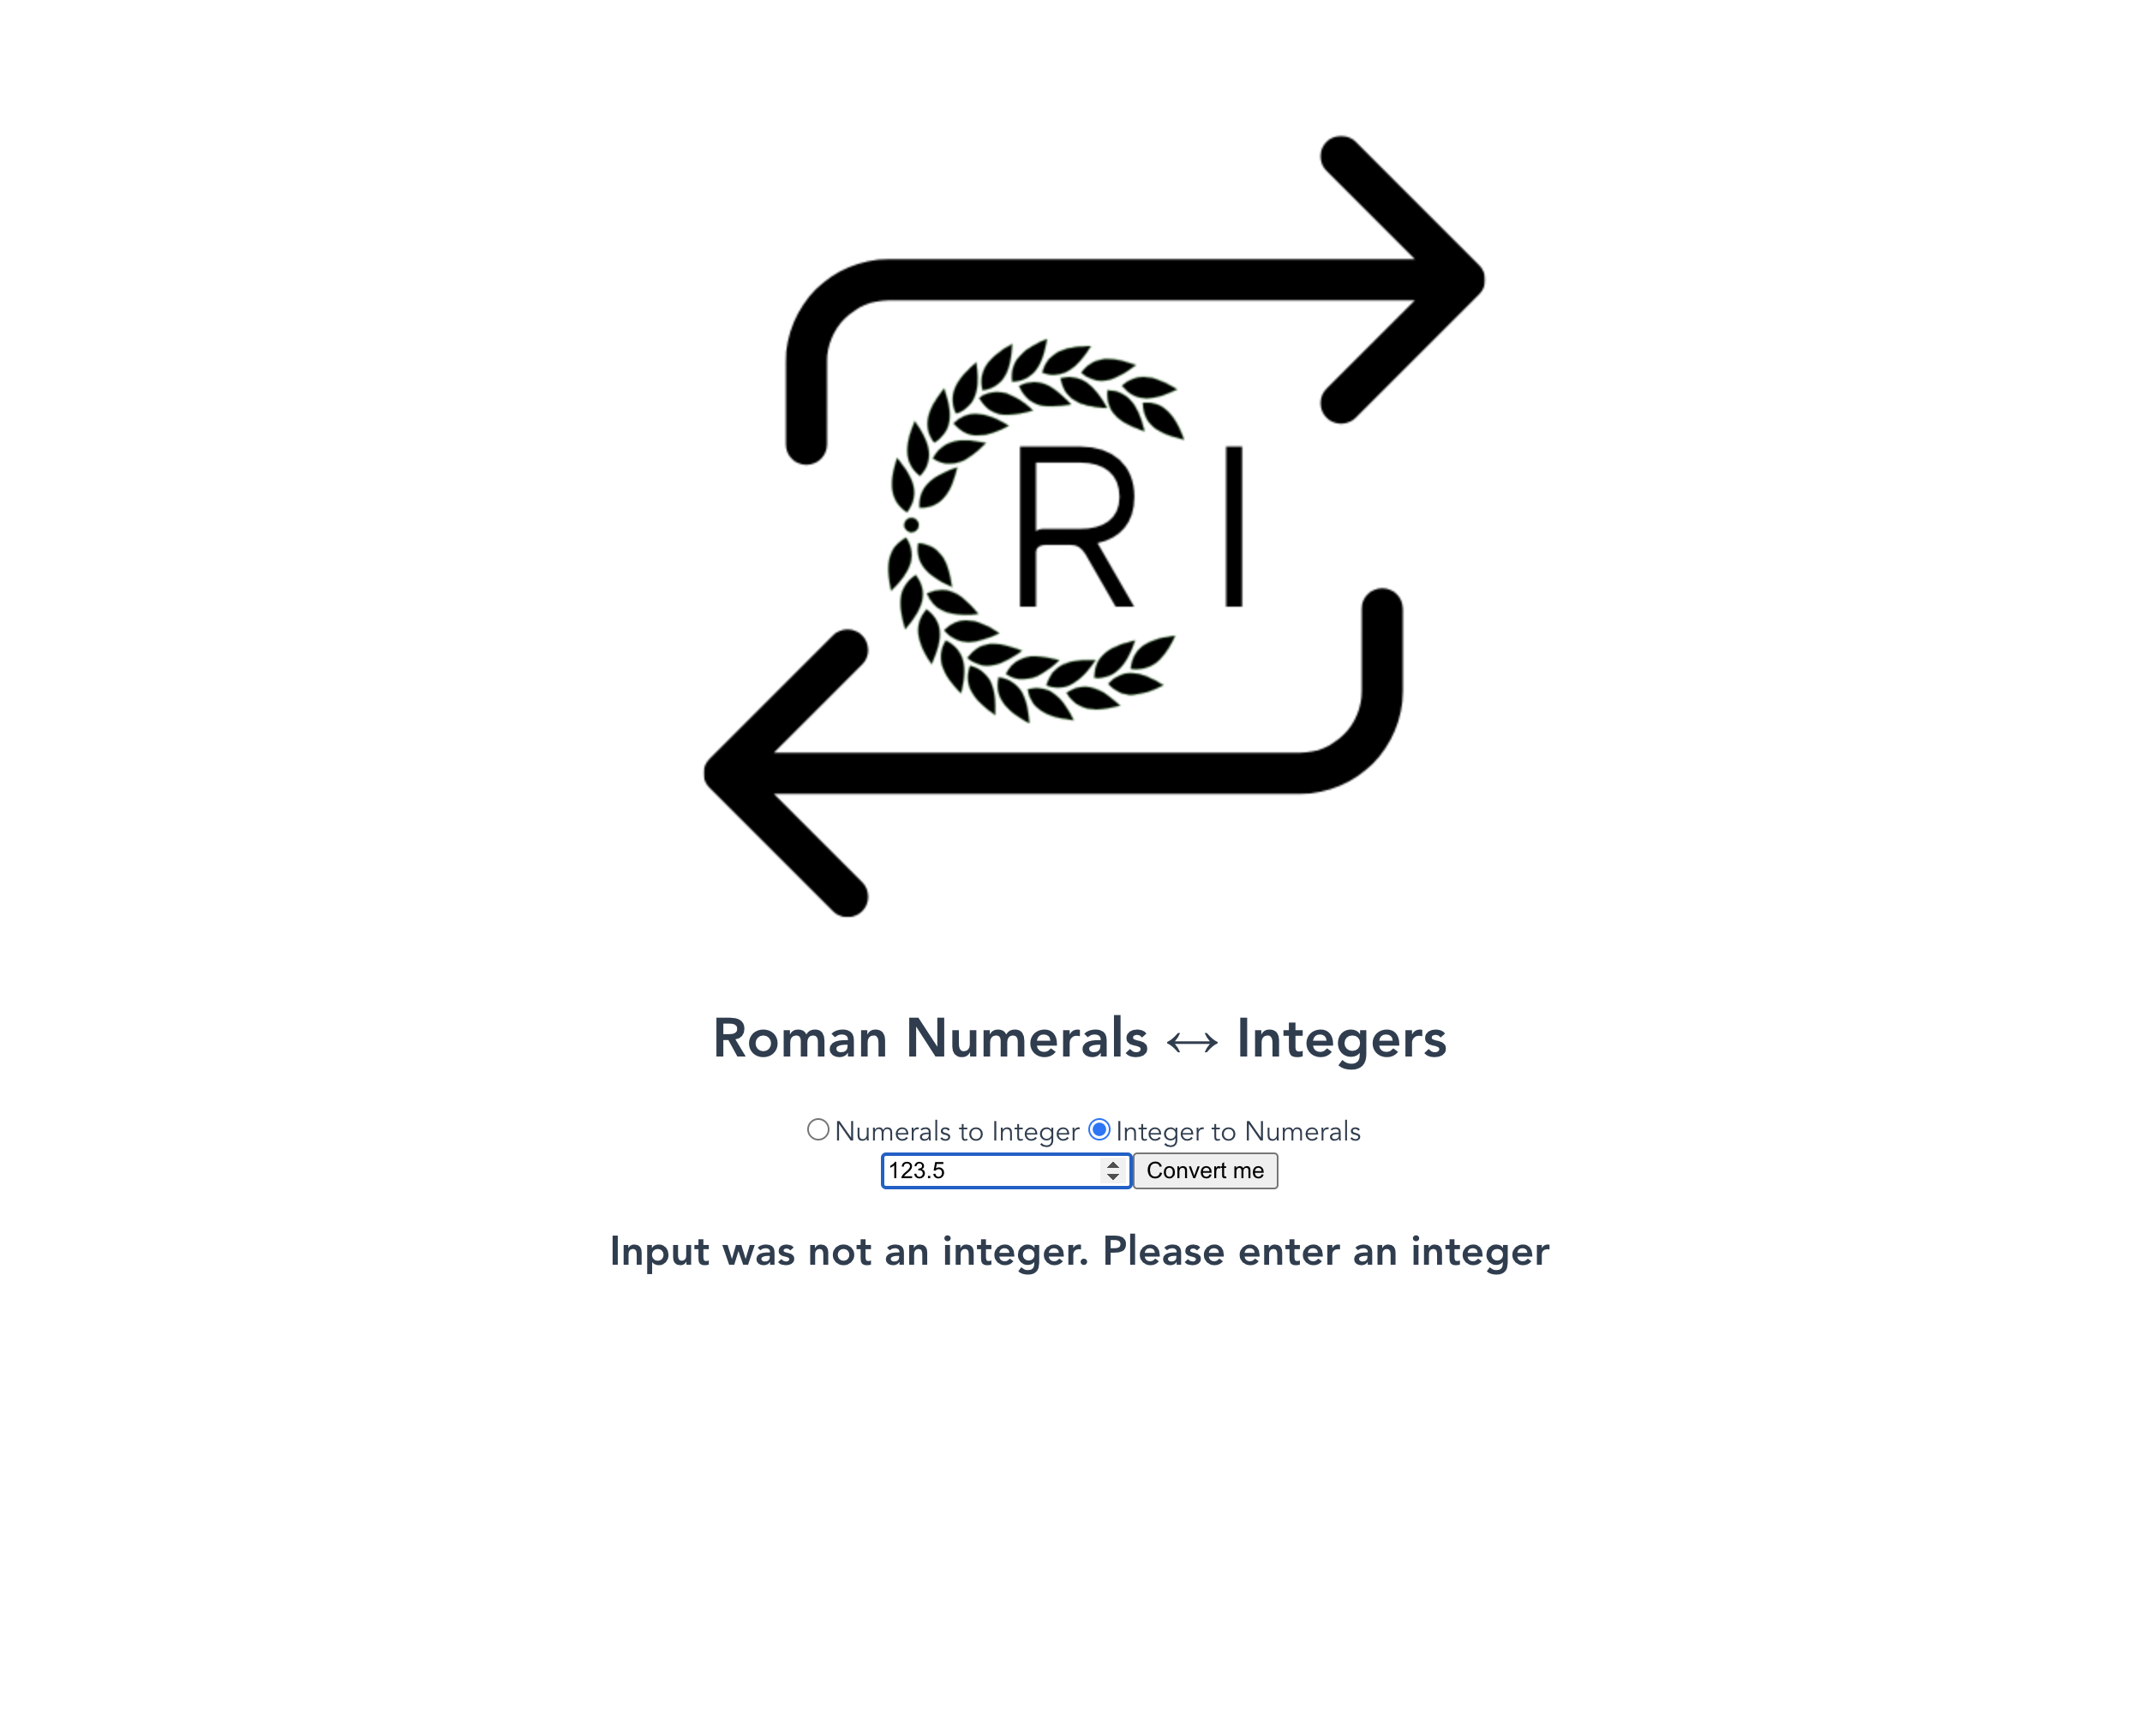 R I
Roman Numerals ↔ Integers
Numerals to Integer Integer to Numerals
123.5 Convert me
Input was not an integer. Please enter an integer